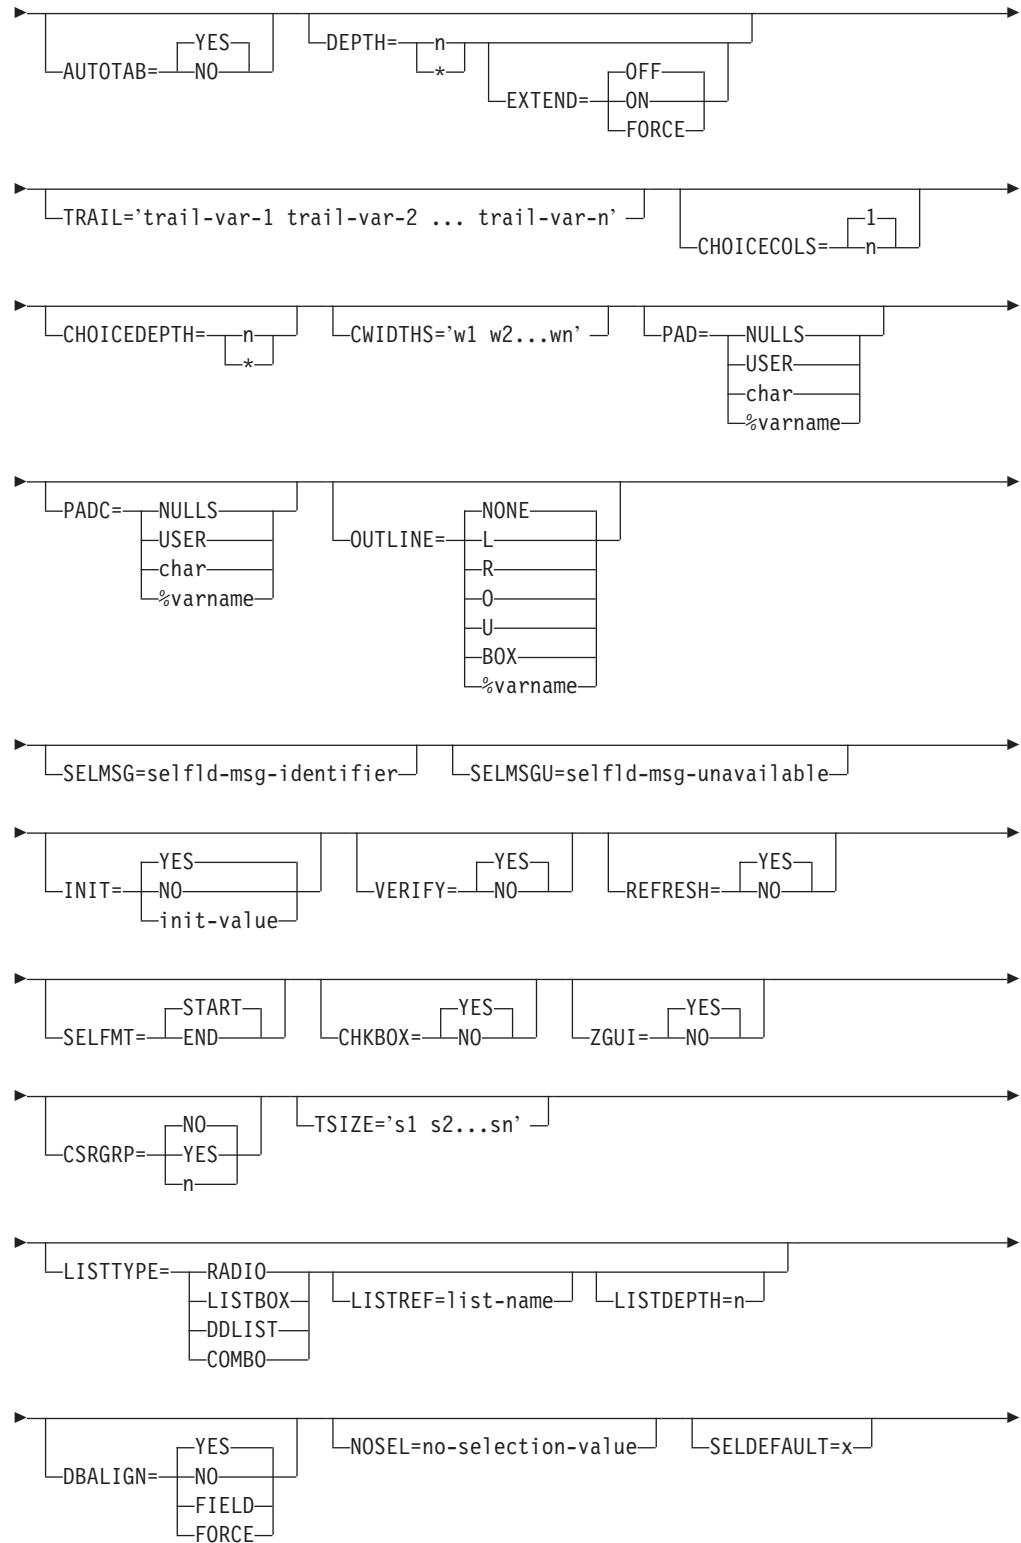 YES
AUTOTAB= NO
DEPTH= n
*
OFF
EXTEND= ON
FORCE
TRAIL='trail-var-1 trail-var-2 ... trail-var-n'
1
CHOICECOLS= n
CHOICEDEPTH= n
*
CWIDTHS='w1 w2...wn'
PAD= NULLS
USER
char
%varname
PADC= NULLS
USER
char
%varname
NONE
OUTLINE= L
R
O
U
BOX
%varname
SELMSG=selfld-msg-identifier
SELMSGU=selfld-msg-unavailable
YES
INIT= NO
init-value
YES
VERIFY= NO
YES
REFRESH= NO
START
SELFMT= END
YES
CHKBOX= NO
YES
ZGUI= NO
NO
CSRGRP= YES
n
TSIZE='s1 s2...sn'
LISTTYPE= RADIO
LISTBOX
DDLIST
COMBO
LISTREF=list-name
LISTDEPTH=n
YES
DBALIGN= NO
FIELD
FORCE
NOSEL=no-selection-value
SELDEFAULT=x